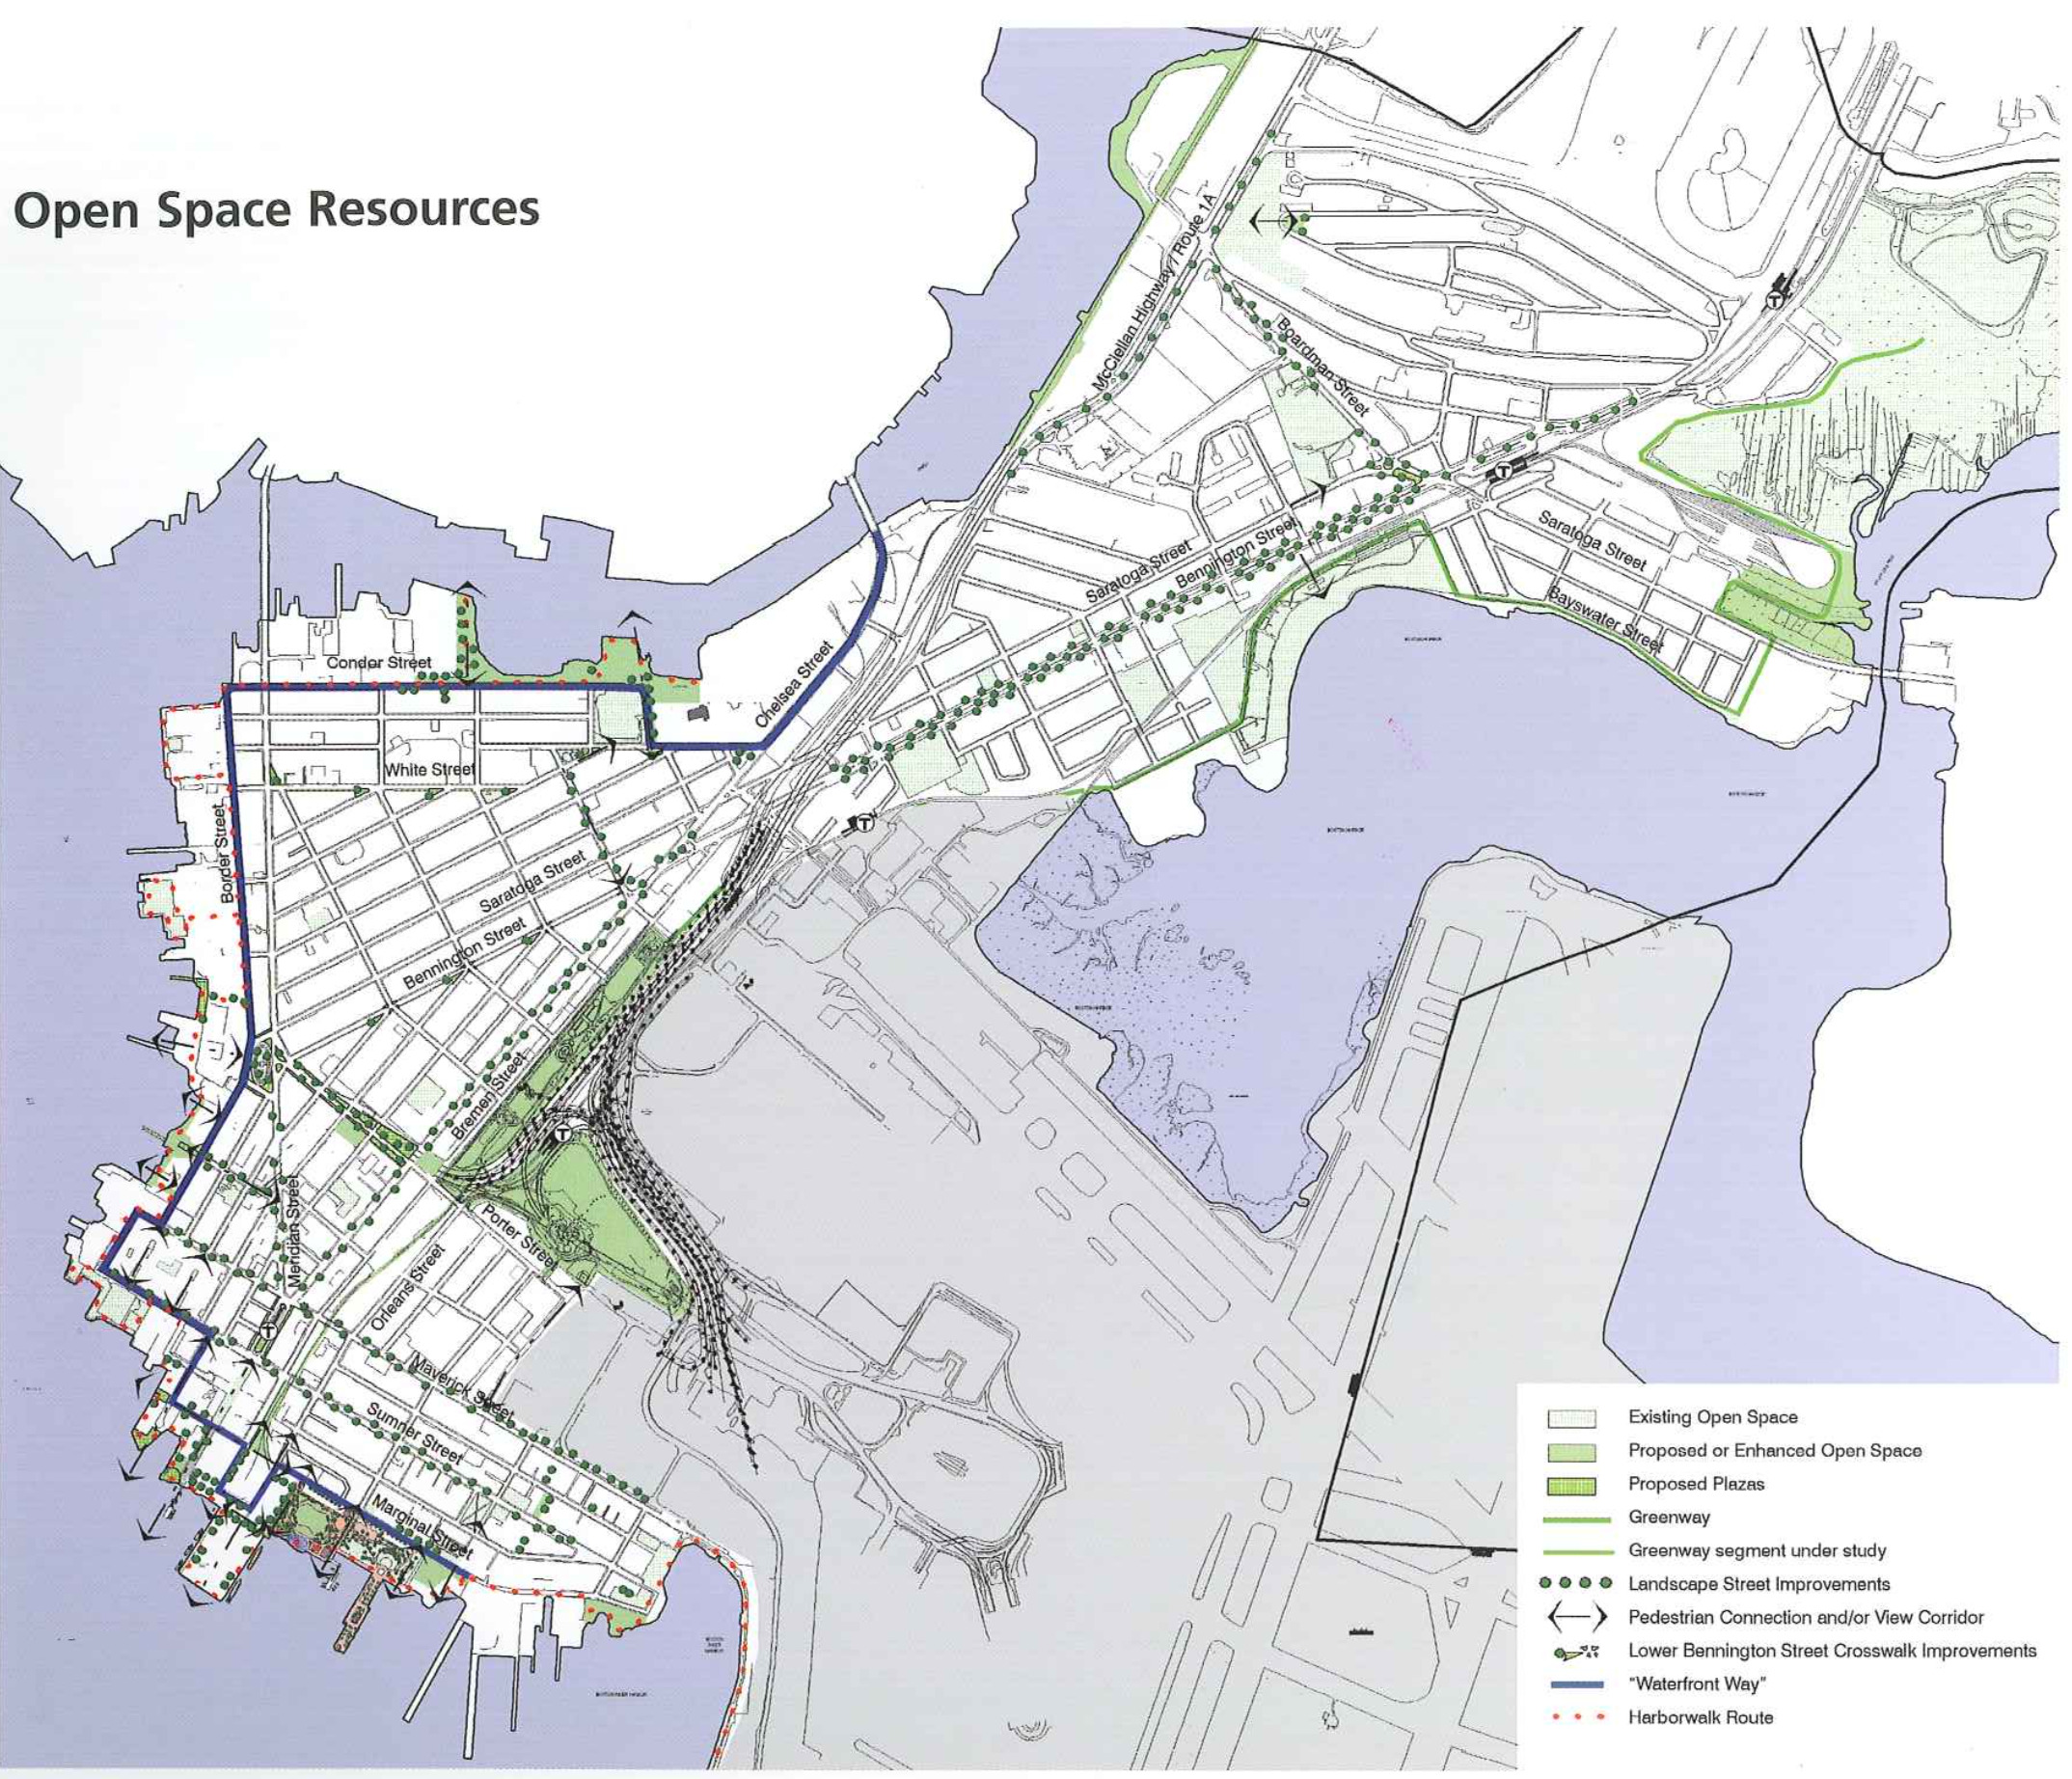 Open Space Resources
McClellan Highway / Route 1A
Boardman Street
Saratoga Street
Bennington Street
Saratoga Street
Bayswater Street
Condor Street
Chelsea Street
White Street
Border Street
Saratoga Street
Bennington Street
Bremen Street
Meridian Street
Porter Street
Orleans Street
Maverick Street
Sumner Street
Marginal Street
T
T
T
T
T
Existing Open Space
Proposed or Enhanced Open Space
Proposed Plazas
Greenway
Greenway segment under study
Landscape Street Improvements
Pedestrian Connection and/or View Corridor
Lower Bennington Street Crosswalk Improvements
"Waterfront Way"
Harborwalk Route